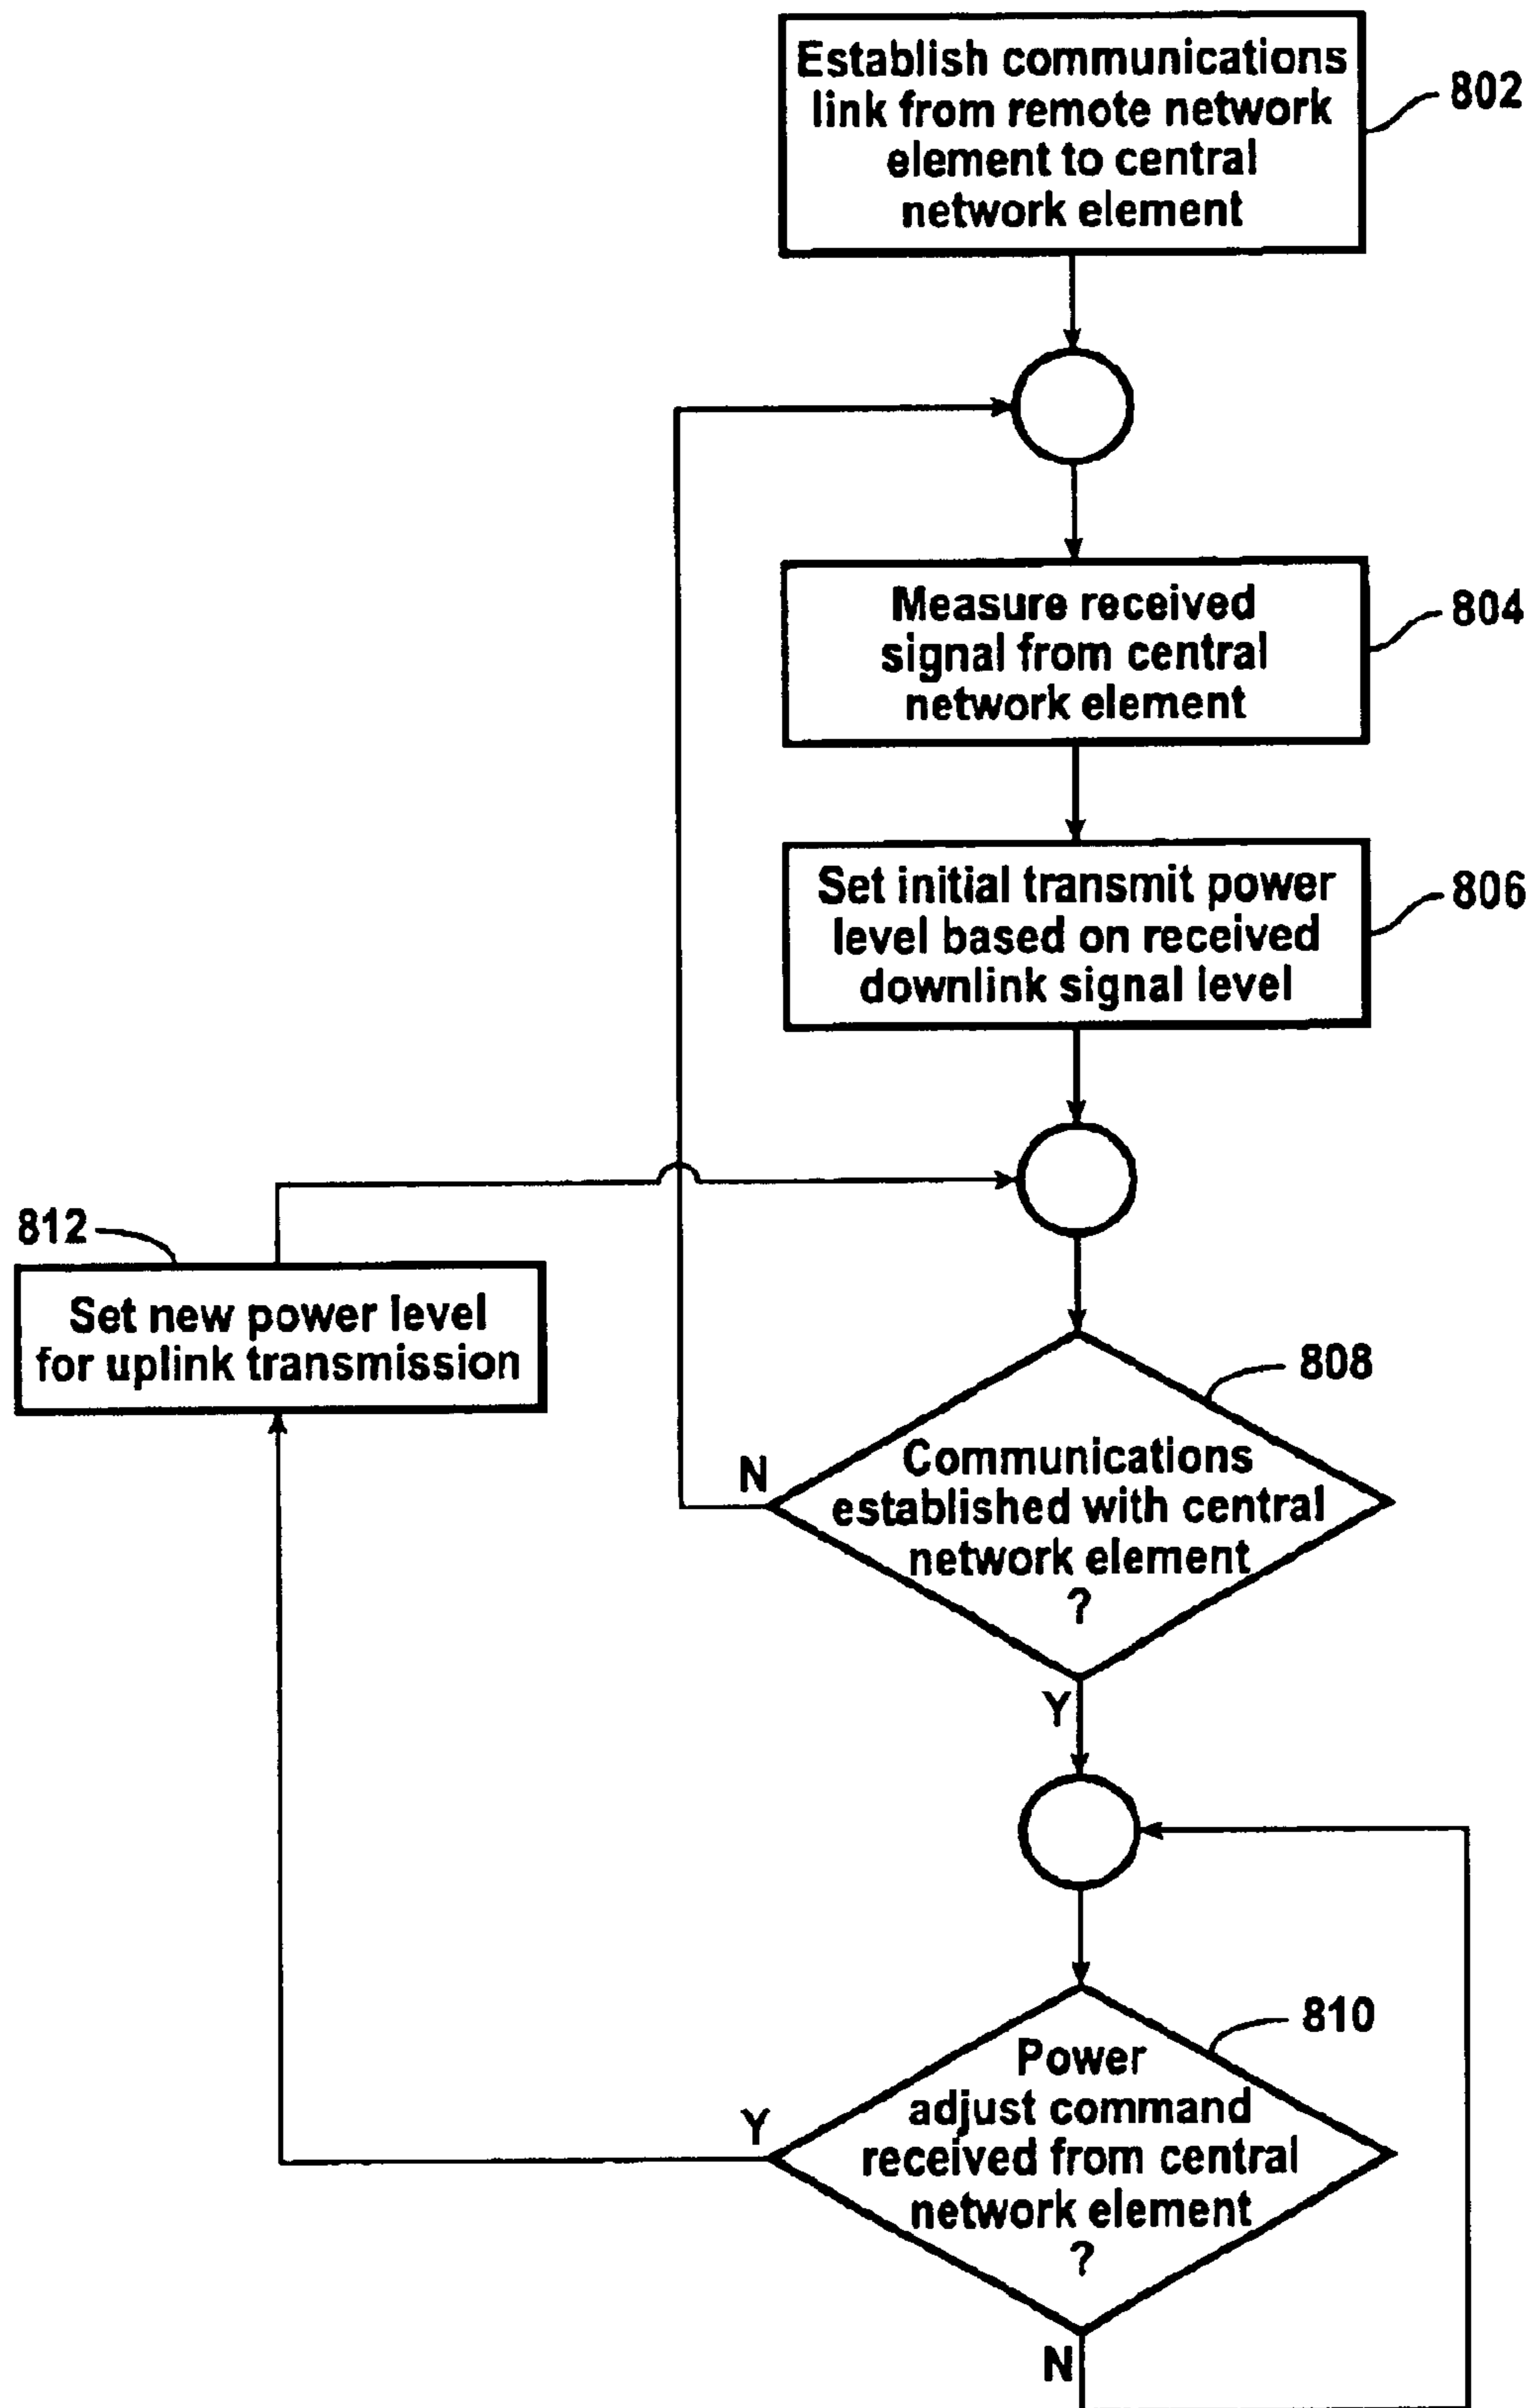 Establish communications
link from remote network
element to central
network element
802
Measure received
signal from central
network element
804
Set initial transmit power
level based on received
downlink signal level
806
812
Set new power level
for uplink transmission
808
Communications
established with central
network element
?
N
Y
810
Power
adjust command
received from central
network element
?
Y
N